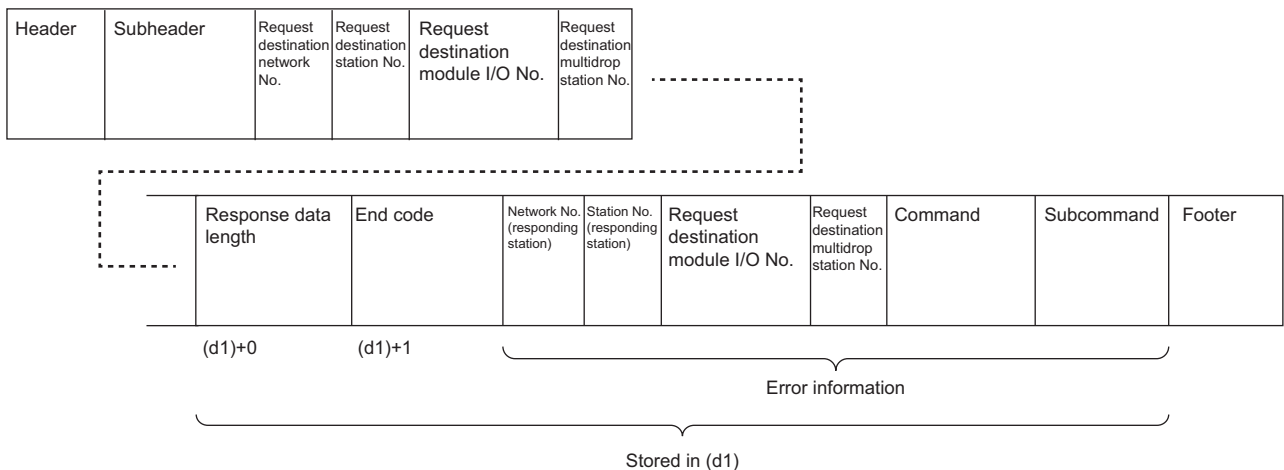 Header
Subheader
Request
destination
network
No.
Request
destination
station No.
Request
destination
module I/O No.
Request
destination
multidrop
station No.
Response data
length
End code
Network No.
(responding
station)
Station No.
(responding
station)
Request
destination
module I/O No.
Request
destination
multidrop
station No.
Command
Subcommand
Footer
(d1)+0
(d1)+1
Error information
Stored in (d1)